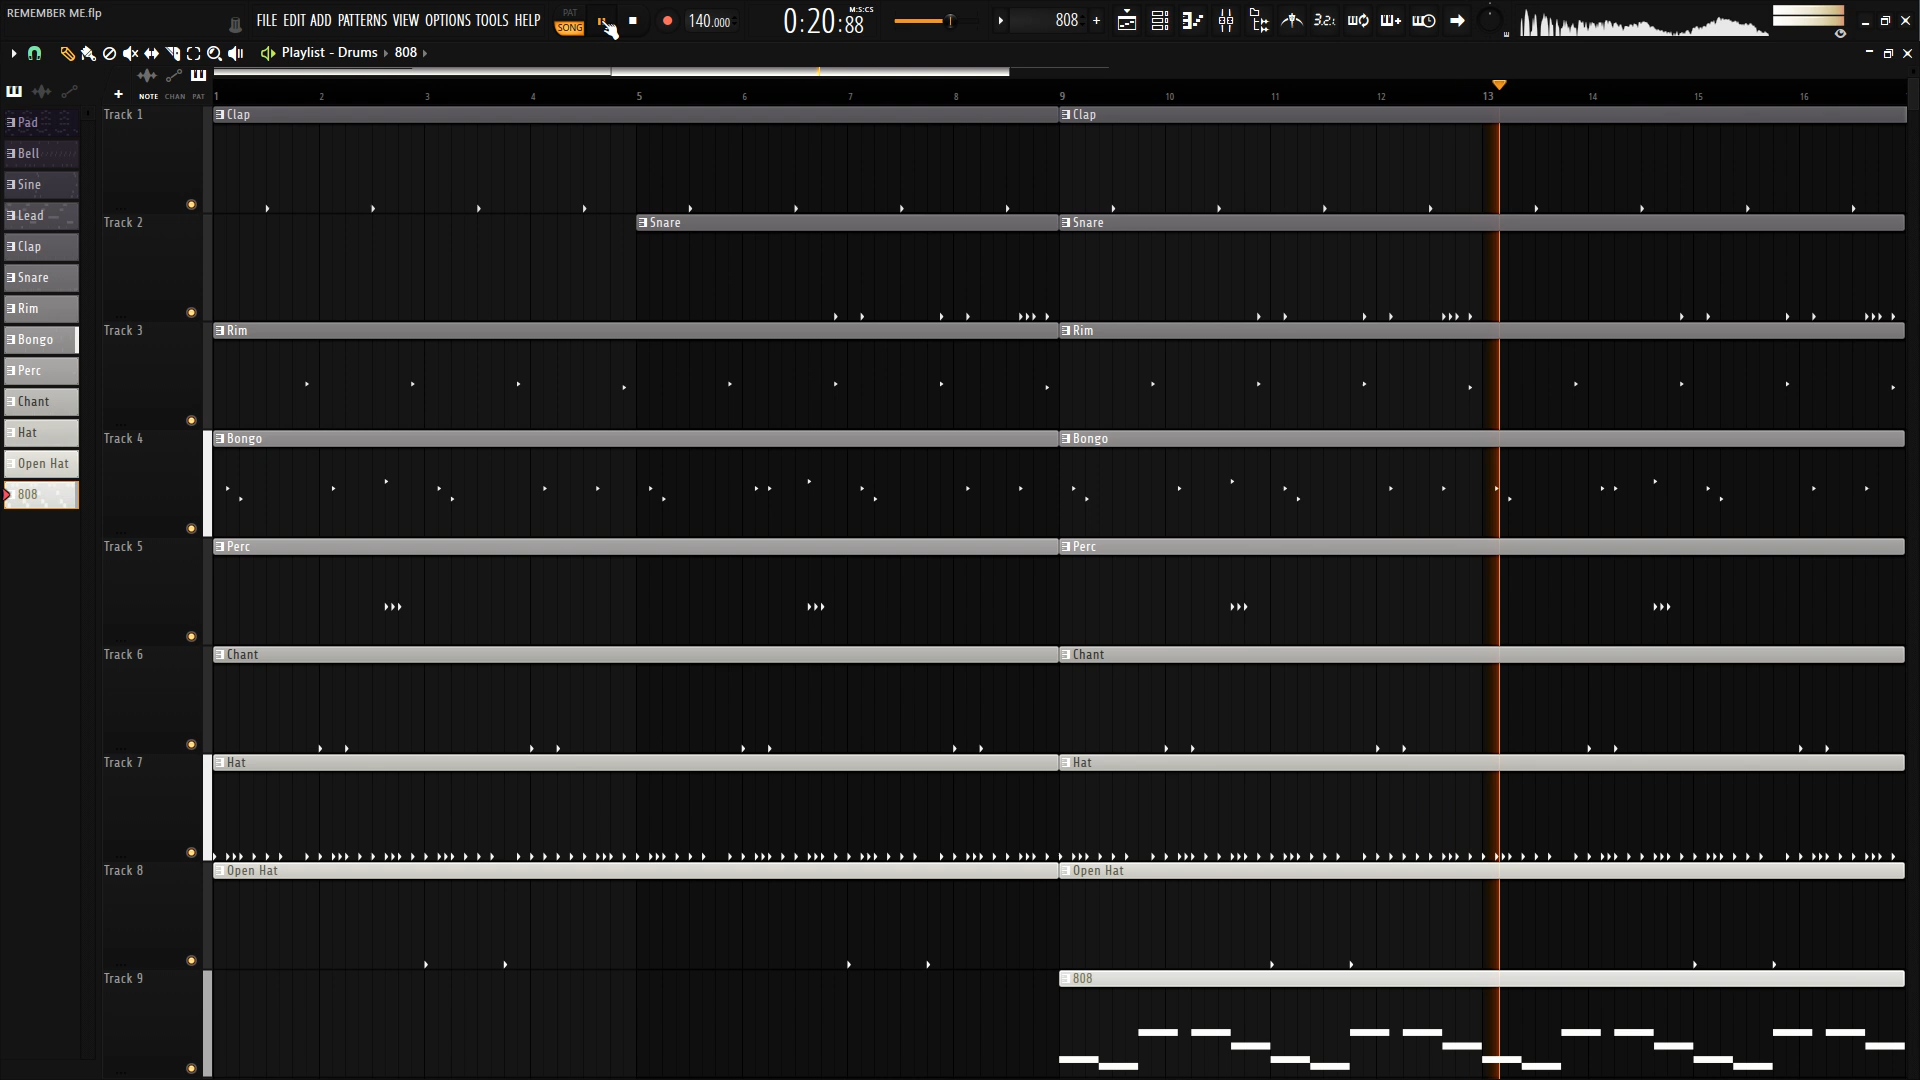 REMEMBER ME.flp
FILE EDIT ADD PATTERNS VIEW OPTIONS TOOLS HELP
PAT
SONG
140.000
0:20:88
M:S:CS
808
3.2
Playlist - Drums 808
NOTE CHAN PAT
1 2 3 4 5 6 7 8 9 10 11 12 13 14 15 16
Pad
Bell
Sine
Lead
Clap
Snare
Rim
Bongo
Perc
Chant
Hat
Open Hat
808
Track 1
Clap Clap
Track 2
Snare Snare
Track 3
Rim Rim
Track 4
Bongo Bongo
Track 5
Perc Perc
Track 6
Chant Chant
Track 7
Hat Hat
Track 8
Open Hat Open Hat
Track 9
808